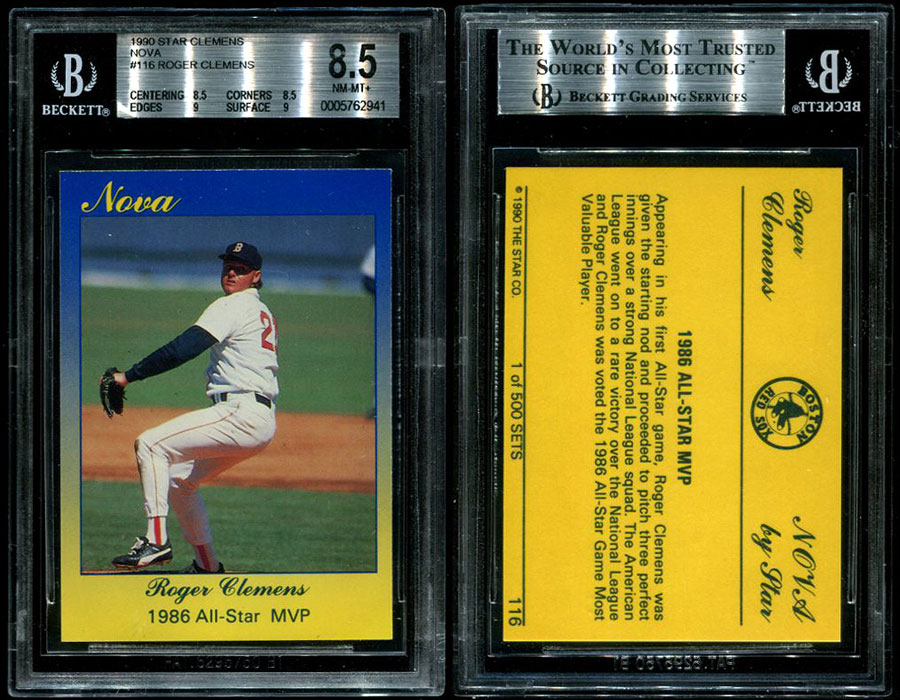 1990 STAR CLEMENS
NOVA
#116 ROGER CLEMENS
CENTERING 8.5 CORNERS 8.5
EDGES 9 SURFACE 9
8.5
NM-MT+
0005762941
B
BECKETT®
Nova
B
2
Roger Clemens
1986 All-Star MVP
THE WORLD'S MOST TRUSTED
SOURCE IN COLLECTING™
(B) BECKETT GRADING SERVICES
B
BECKETT®
Roger
Clemens
BOSTON
RED SOX
NOVA
by Star
1986 ALL-STAR MVP
Appearing in his first All-Star game, Roger Clemens was
given the starting nod and proceeded to pitch three perfect
innings over a strong National League squad. The American
League went on to a rare victory over the National League
and Roger Clemens was voted the 1986 All-Star Game Most
Valuable Player.
© 1990 THE STAR CO.
1 of 500 SETS
116